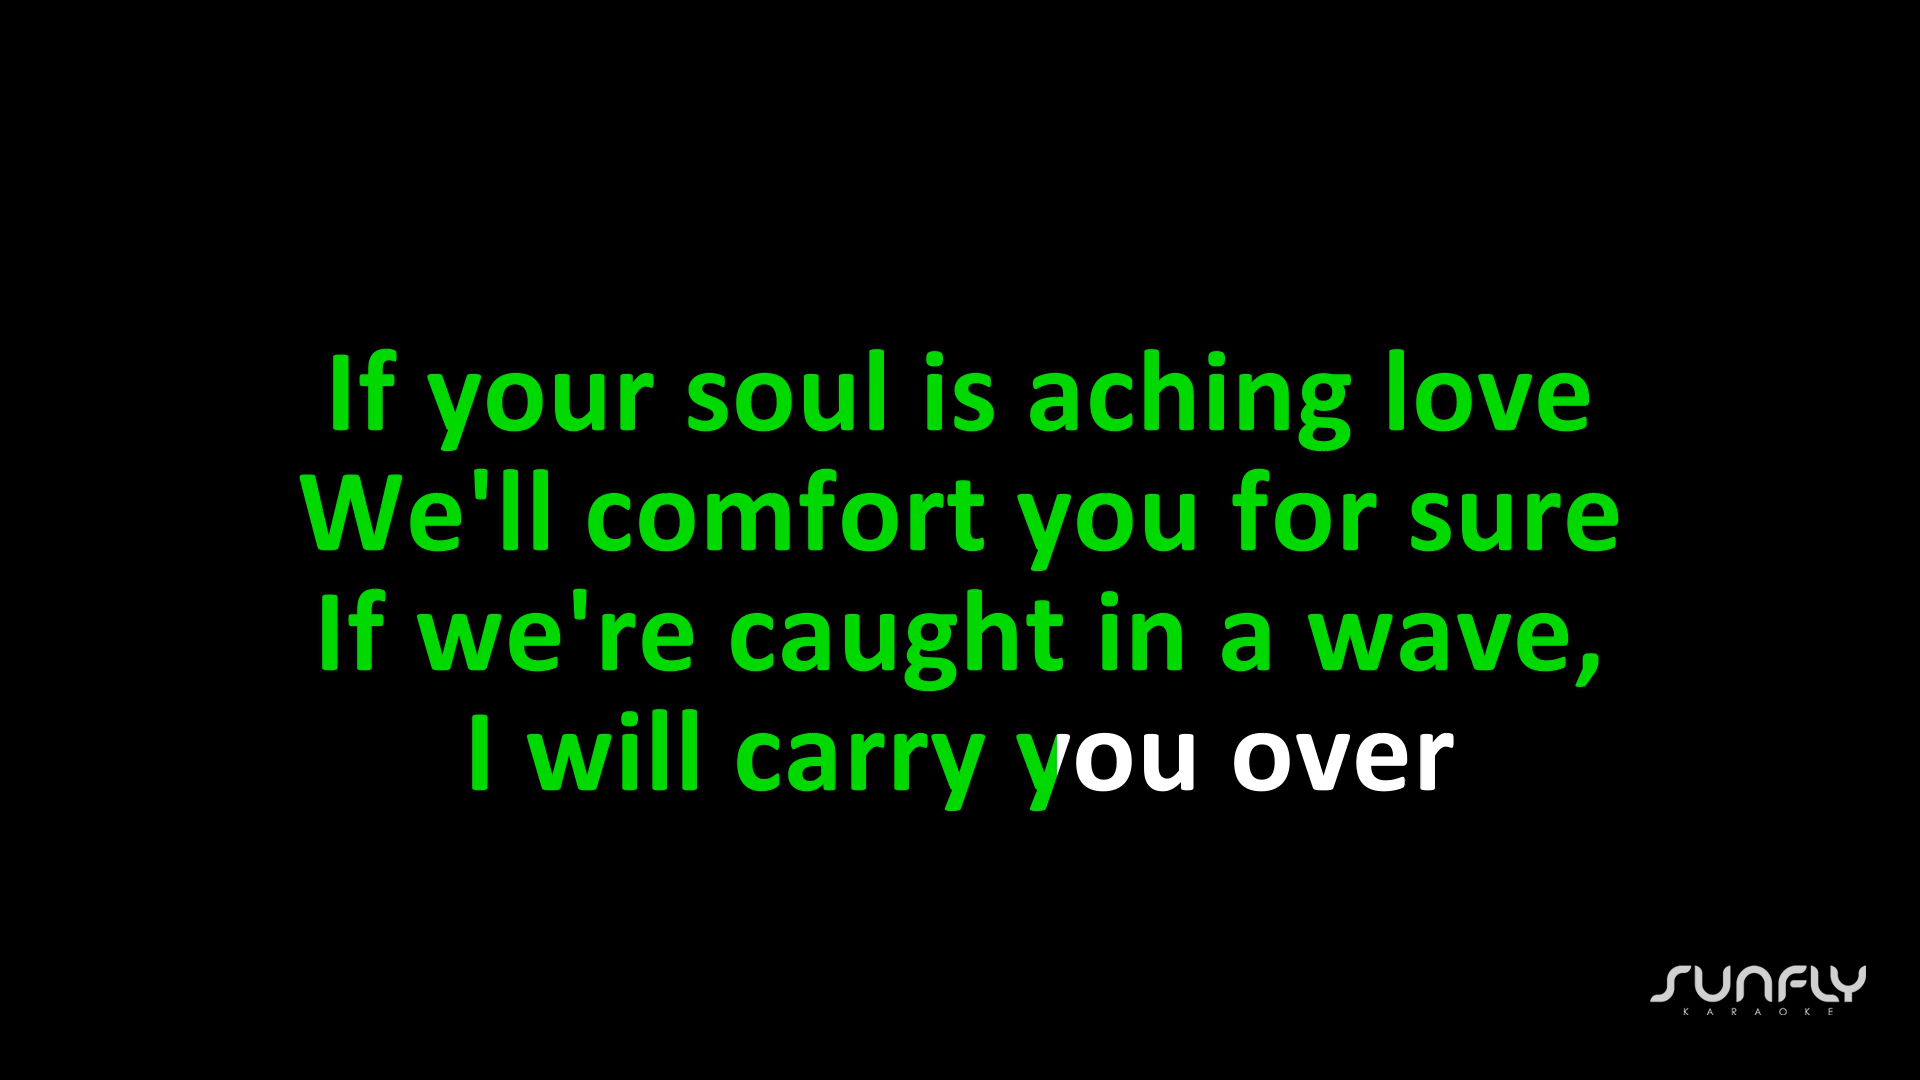 If your soul is aching love
We'll comfort you for sure
If we're caught in a wave,
I will carry you over
SUNFLY
KARAOKE